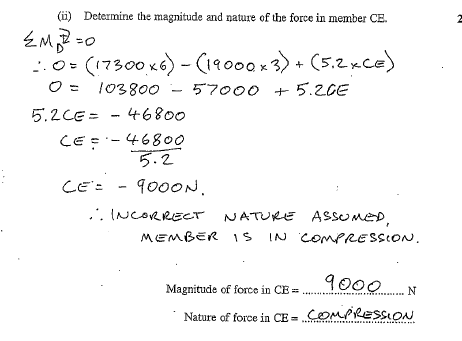 (ii) Determine the magnitude and nature of the force in member CE. 2
ΣM_D = 0
∴ 0 = (17300 × 6) − (19000 × 3) + (5.2 × CE)
0 = 103800 − 57000 + 5.2CE
5.2CE = − 46800
CE = − 46800
5.2
CE = − 9000N.
∴ INCORRECT NATURE ASSUMED,
MEMBER IS IN COMPRESSION.
Magnitude of force in CE = 9000 N
Nature of force in CE = COMPRESSION